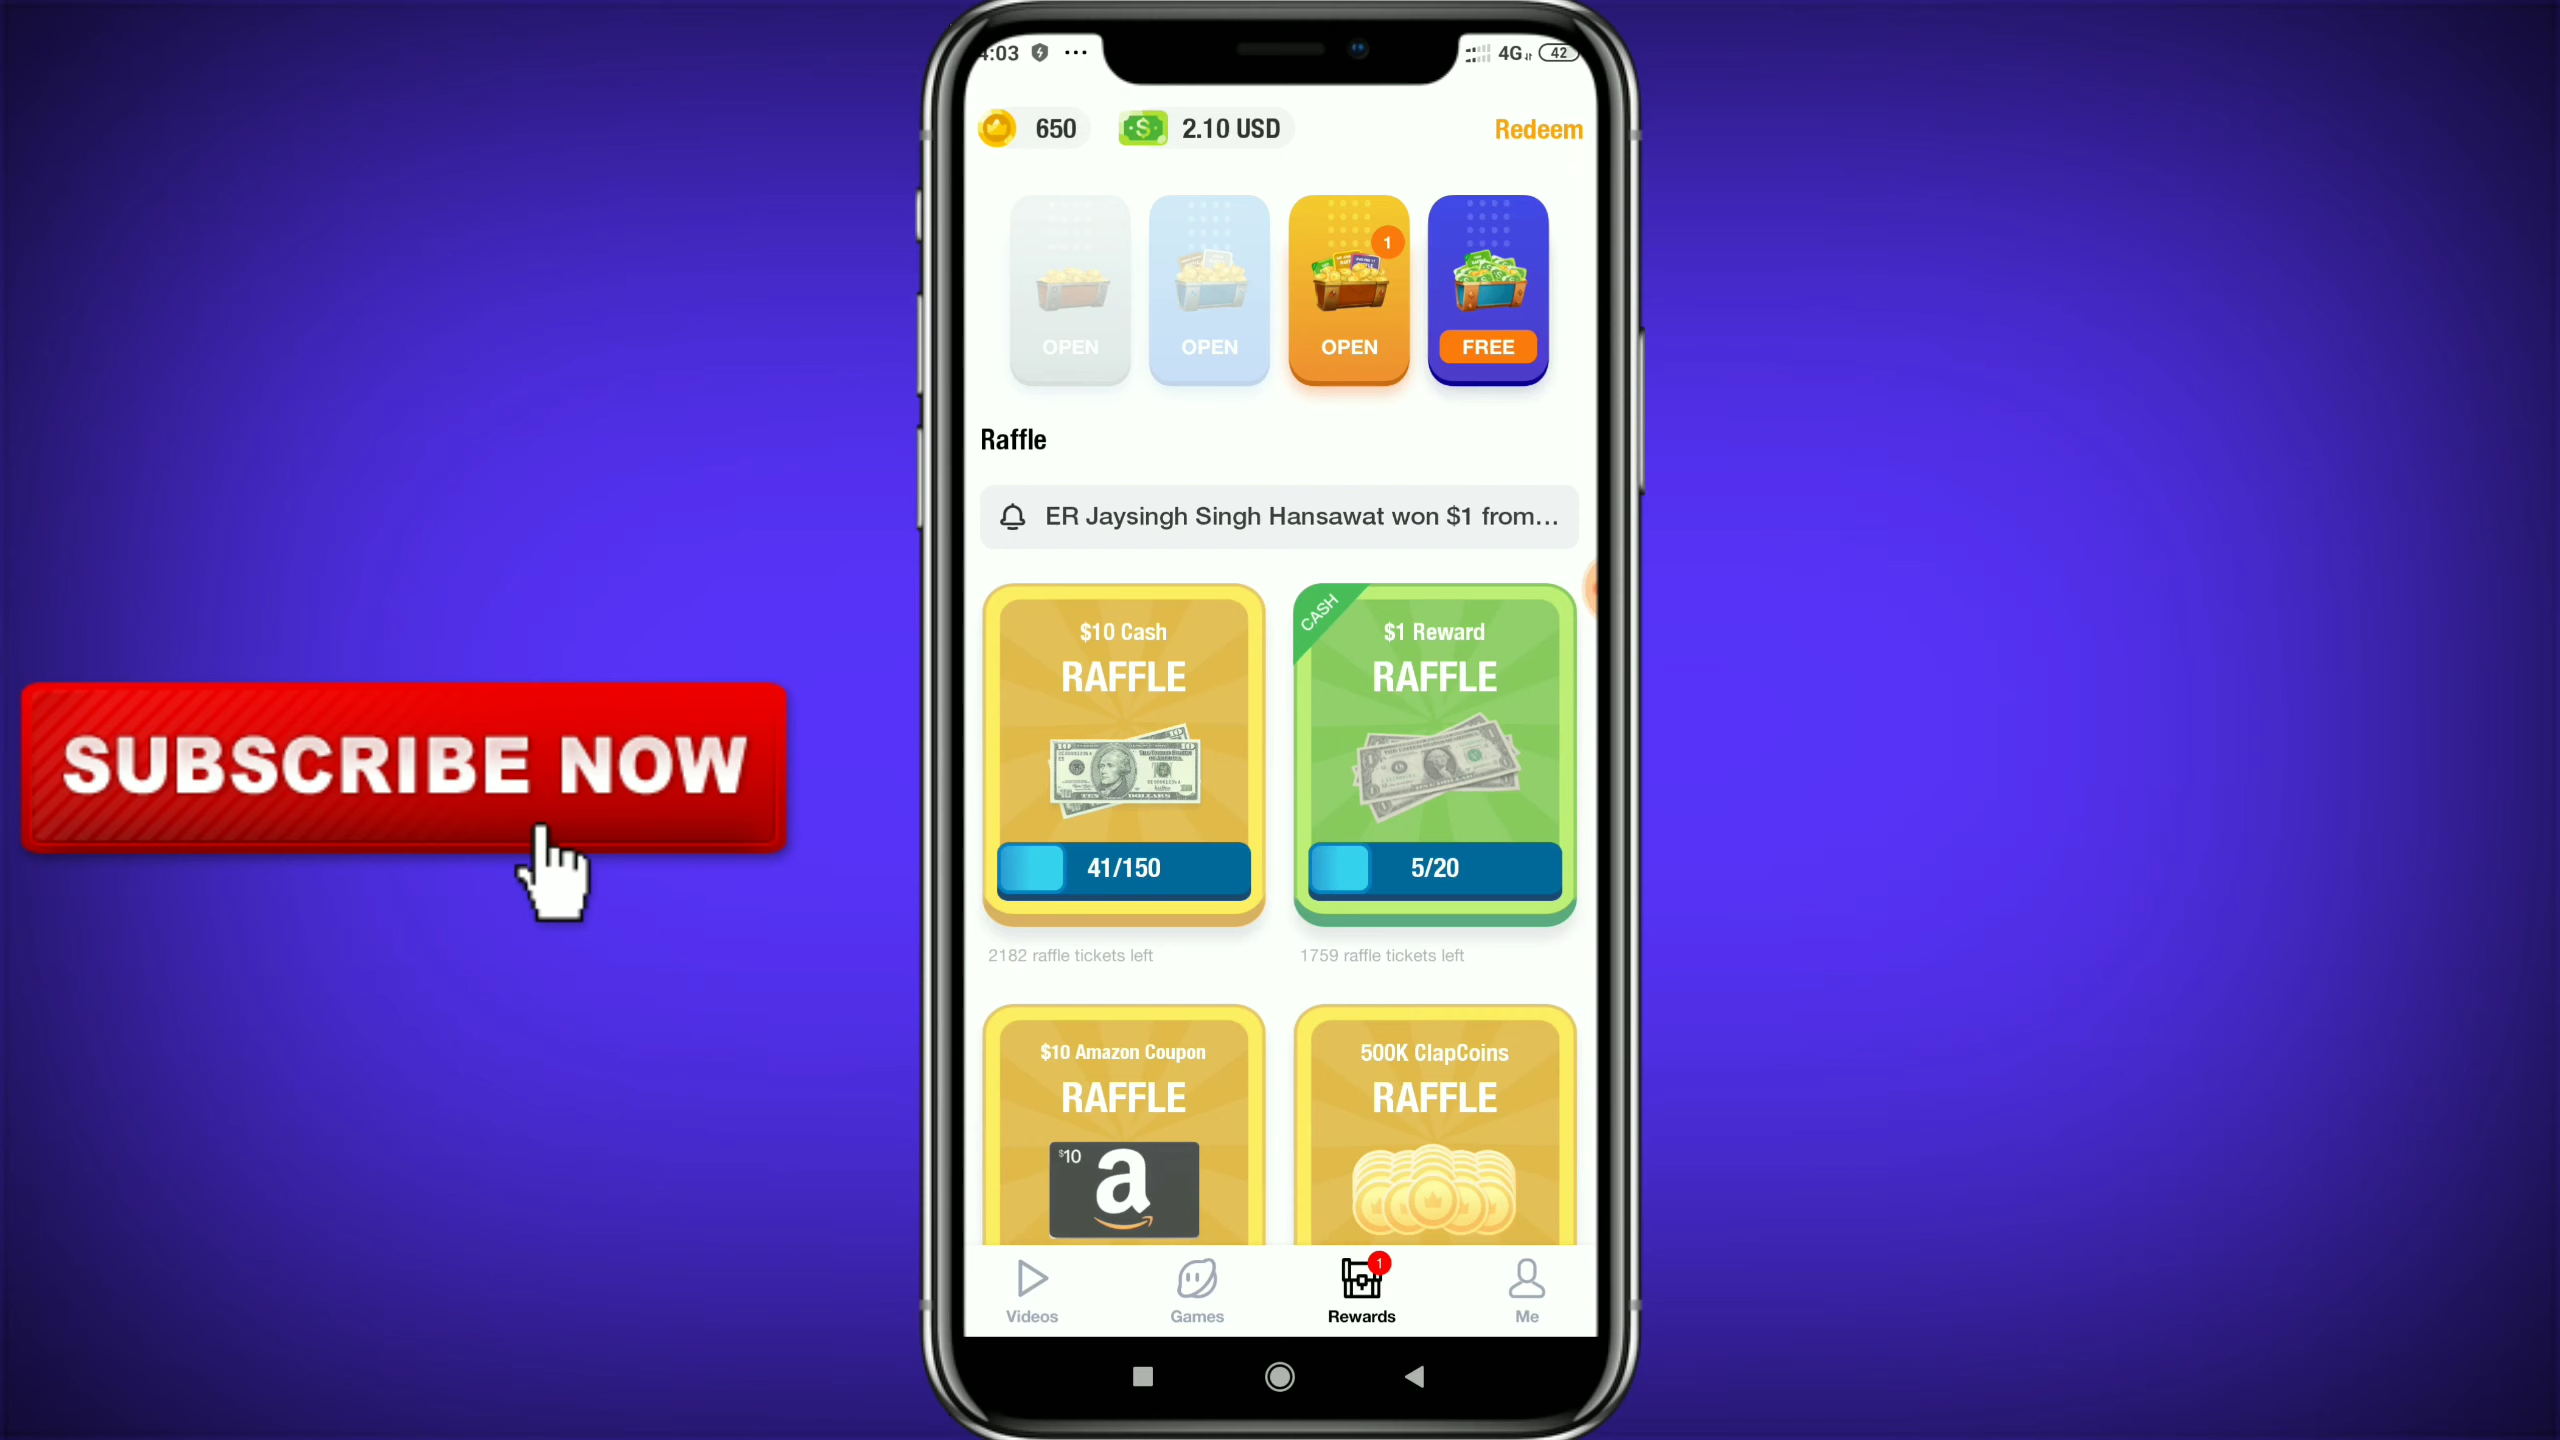 4:03 ... 4G 42
650 2.10 USD Redeem
1
OPEN OPEN OPEN FREE
Raffle
ER Jaysingh Singh Hansawat won $1 from...
CASH
$10 Cash $1 Reward
RAFFLE RAFFLE
SUBSCRIBE NOW
41/150 5/20
2182 raffle tickets left 1759 raffle tickets left
$10 Amazon Coupon 500K ClapCoins
RAFFLE RAFFLE
$10 a
1
Videos Games Rewards Me